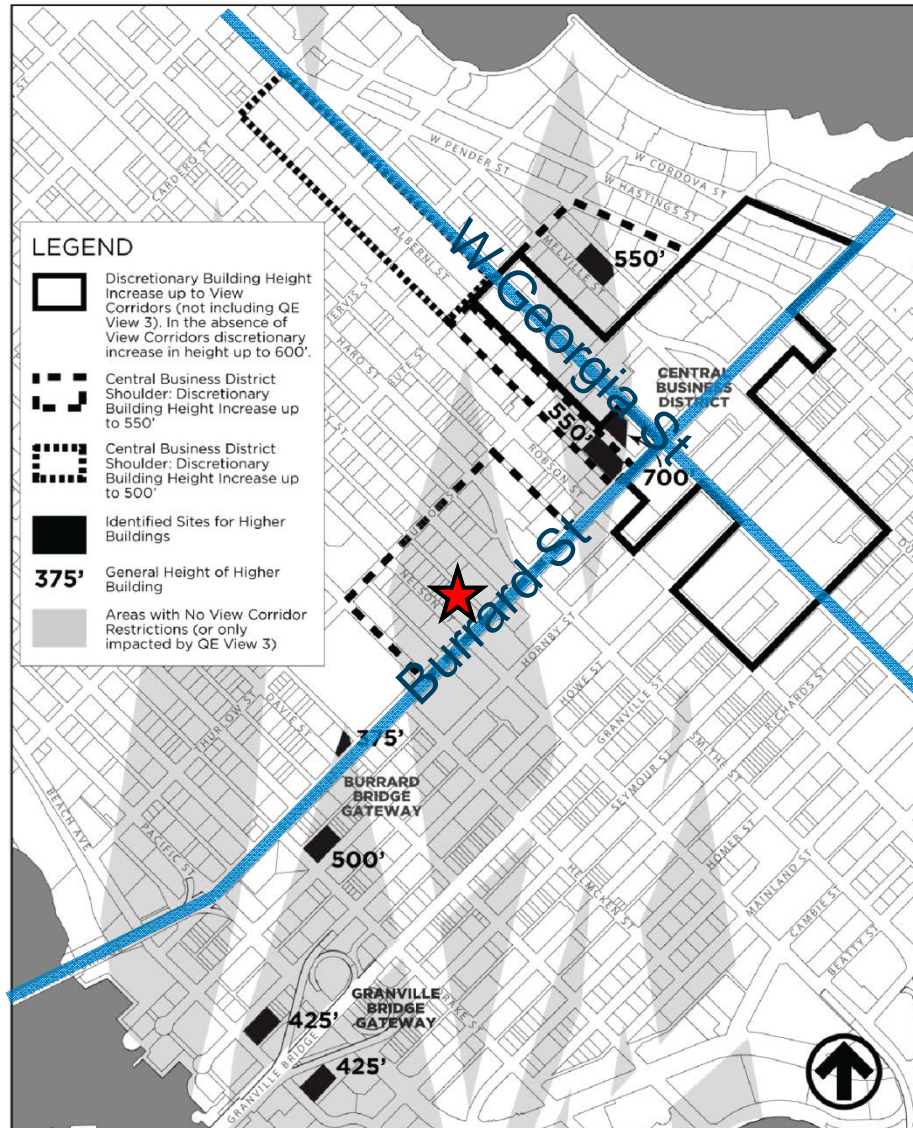 W PENDER ST
W CORDOVA ST
W HASTINGS ST
CARDERO ST
MELVILLE ST
550'
ALBERNI ST
W Georgia St
LEGEND
Discretionary Building Height
Increase up to View
Corridors (not including QE
View 3). In the absence of
View Corridors discretionary
increase in height up to 600'.
Central Business District
Shoulder: Discretionary
Building Height Increase up
to 550'
Central Business District
Shoulder: Discretionary
Building Height Increase up
to 500'
Identified Sites for Higher
Buildings
375'
General Height of Higher
Building
Areas with No View Corridor
Restrictions (or only
impacted by QE View 3)
HARO ST
BUTE ST
CENTRAL
BUSINESS
DISTRICT
550'
700'
ROBSON ST
Burrard St
HORNBY ST
HOWE ST
GRANVILLE ST
RICHARDS ST
SMITHE ST
SEYMOUR ST
THURLOW ST
DAVIE ST
375'
BURRARD
BRIDGE
GATEWAY
BEACH AVE
PACIFIC ST
500'
HOMER ST
MAINLAND ST
HELMCKEN ST
CAMBIE ST
BEATTY ST
GRANVILLE
BRIDGE
GATEWAY
425'
425'
GRANVILLE BRIDGE